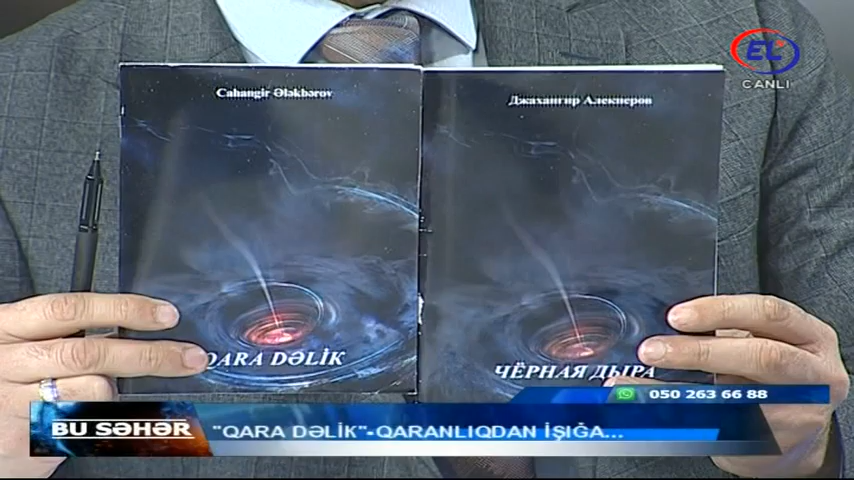 EL
CANLI
Cahangir Ələkbərov
Джахангир Алекперов
QARA DƏLİK
ЧЁРНАЯ ДЫРА
050 263 66 88
BU SƏHƏR
"QARA DƏLİK"-QARANLIQDAN İŞIĞA...